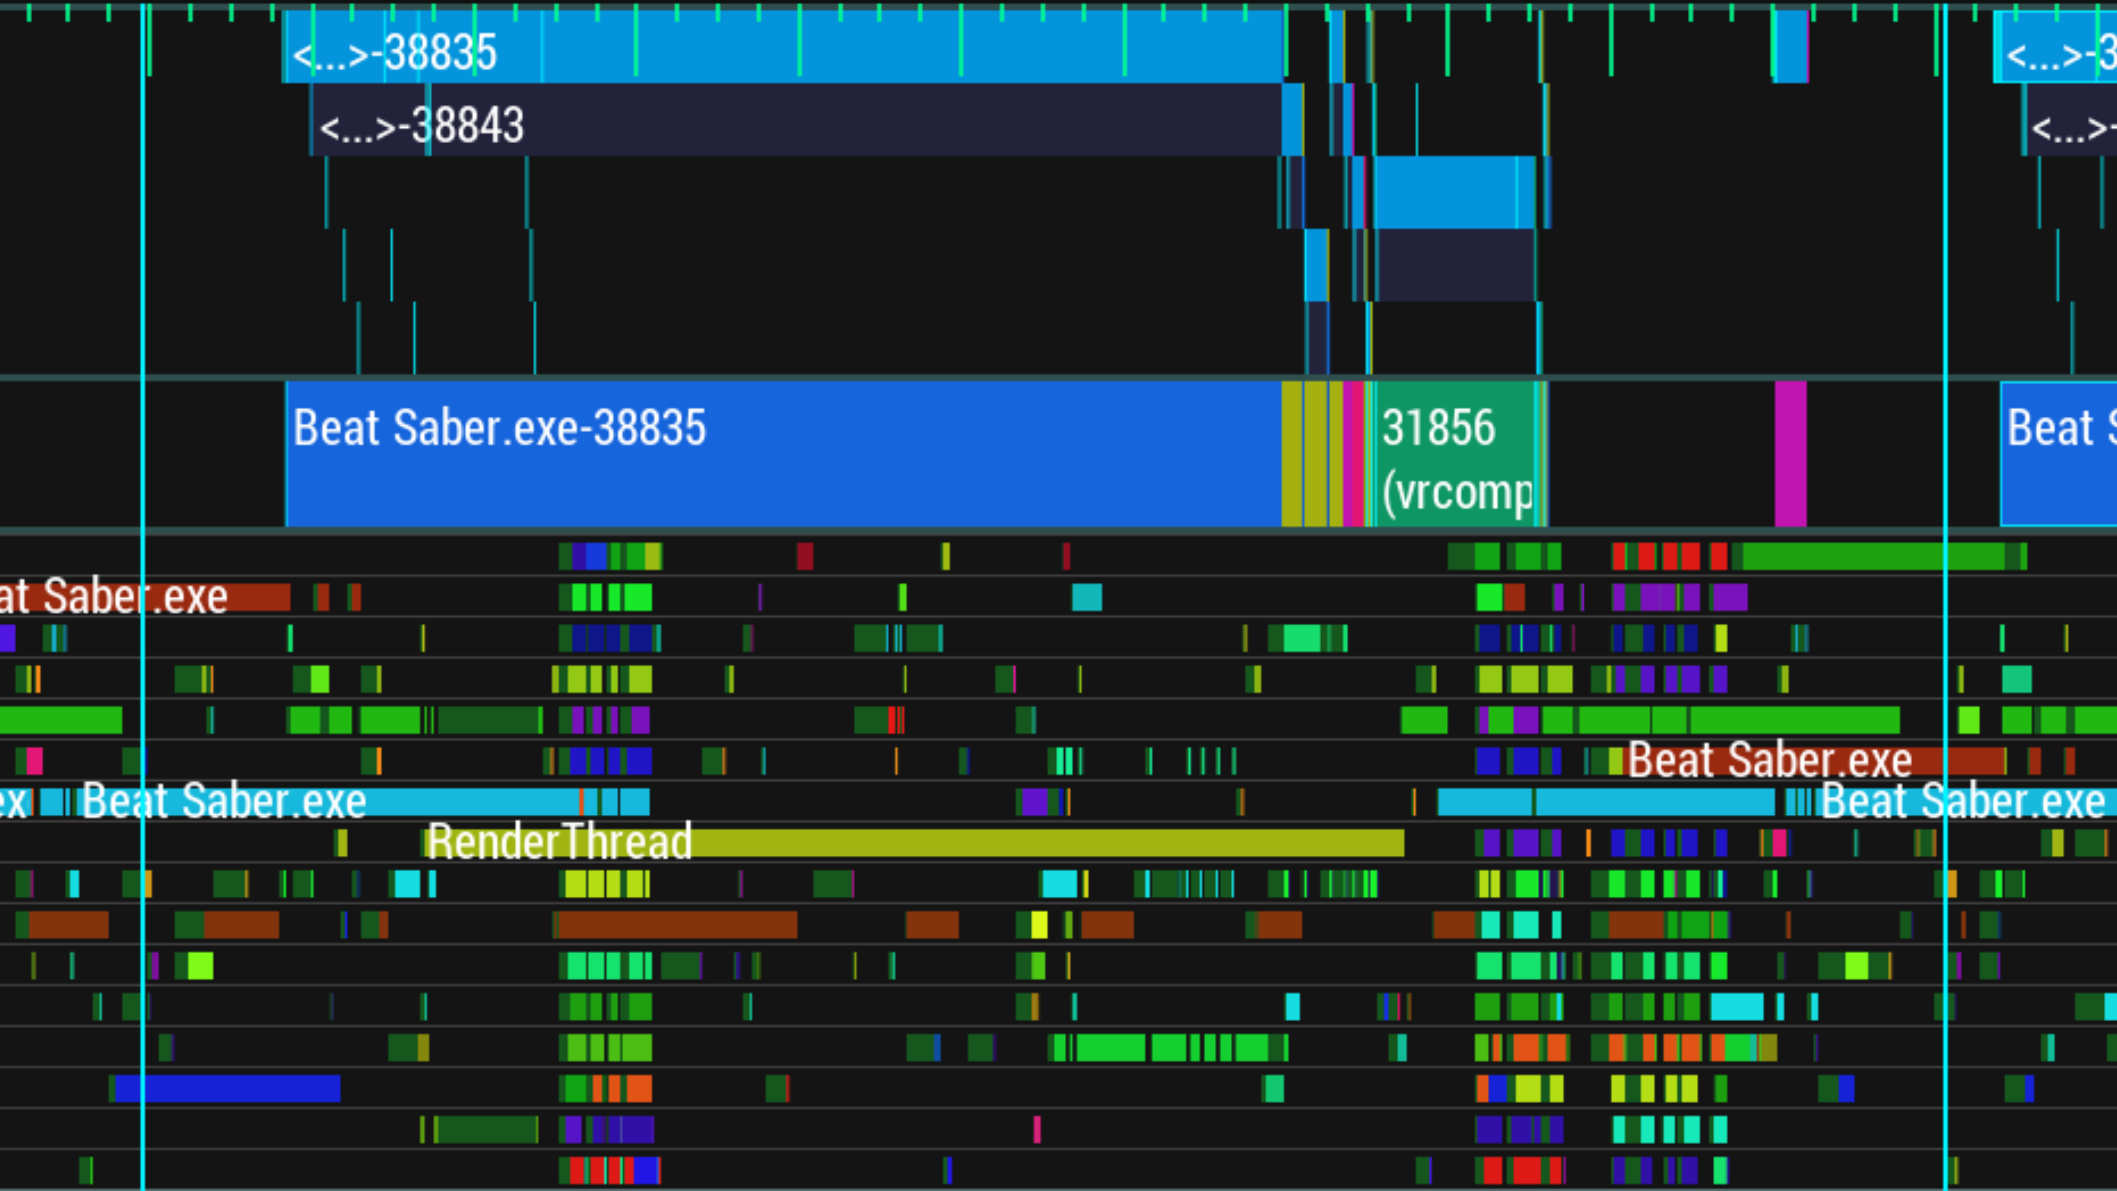 <...>-38835
<...>-3
<...>-38843
<...>-
Beat Saber.exe-38835
31856
(vrcomp
Beat S
at Saber.exe
Beat Saber.exe
ex
Beat Saber.exe
Beat Saber.exe
RenderThread